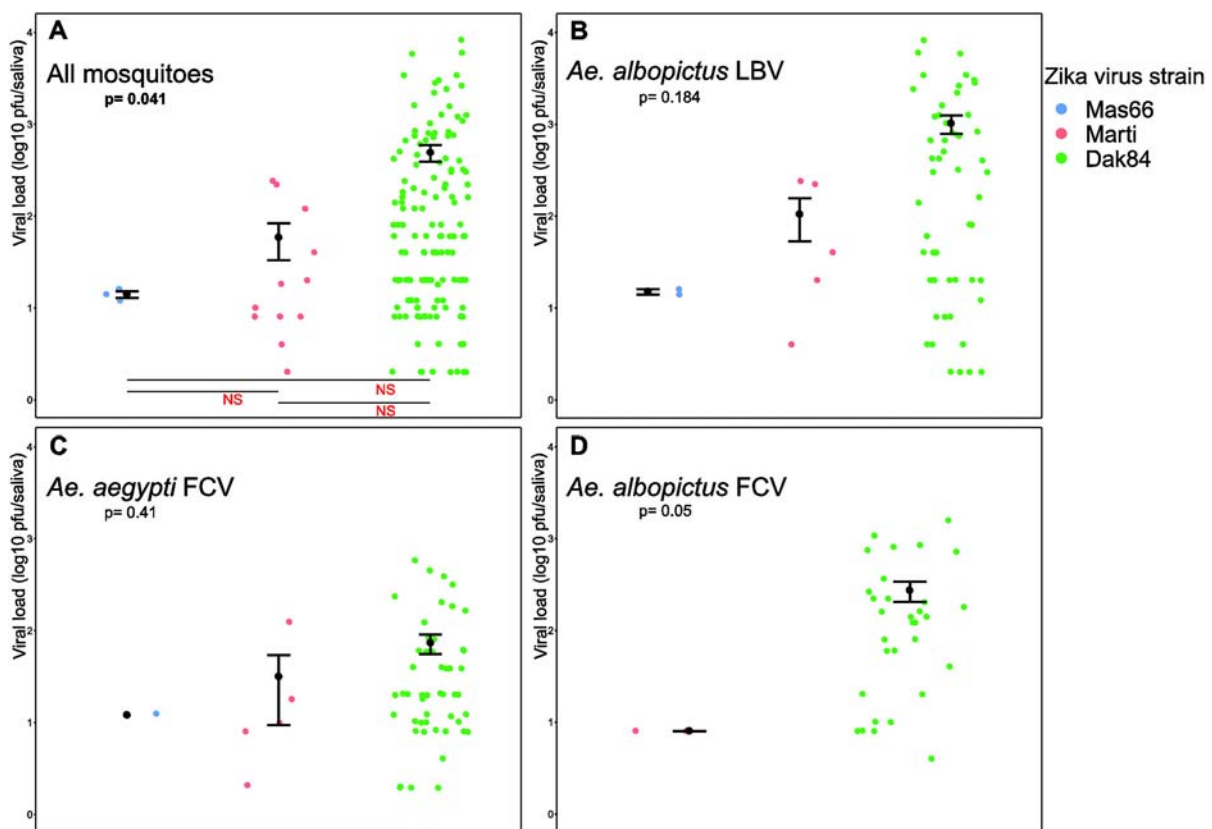 A
All mosquitoes
p= 0.041
Viral load (log10 pfu/saliva)
4
3
2
1
0
NS
NS
NS
B
Ae. albopictus LBV
p= 0.184
Viral load (log10 pfu/saliva)
4
3
2
1
0
Zika virus strain
Mas66
Marti
Dak84
C
Ae. aegypti FCV
p= 0.41
Viral load (log10 pfu/saliva)
4
3
2
1
0
D
Ae. albopictus FCV
p= 0.05
Viral load (log10 pfu/saliva)
4
3
2
1
0